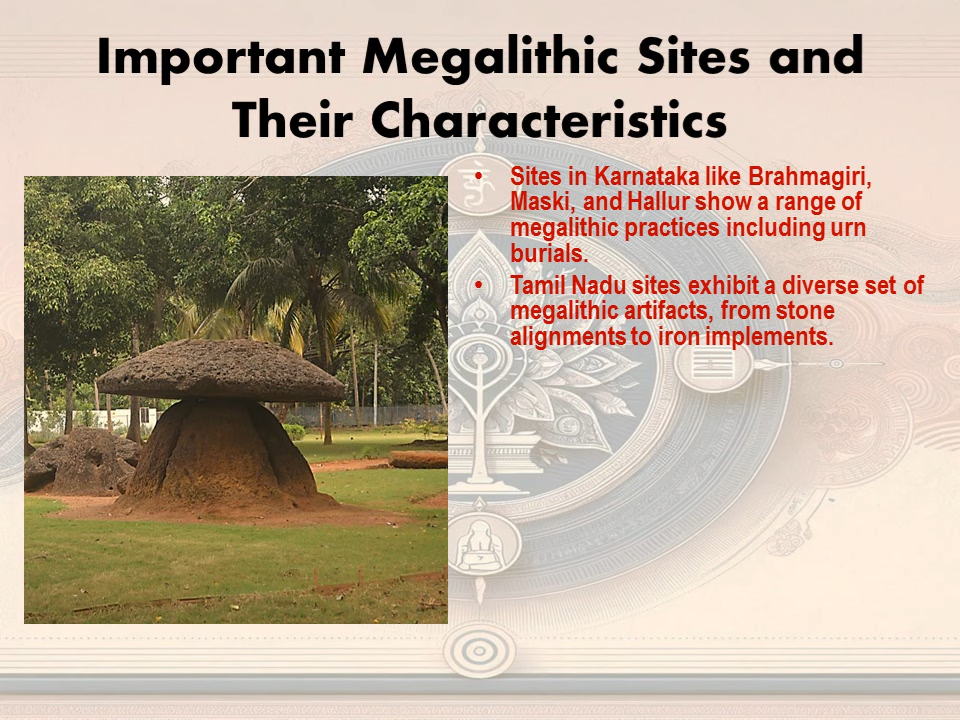 Important Megalithic Sites and
Their Characteristics
• Sites in Karnataka like Brahmagiri,
Maski, and Hallur show a range of
megalithic practices including urn
burials.
• Tamil Nadu sites exhibit a diverse set of
megalithic artifacts, from stone
alignments to iron implements.